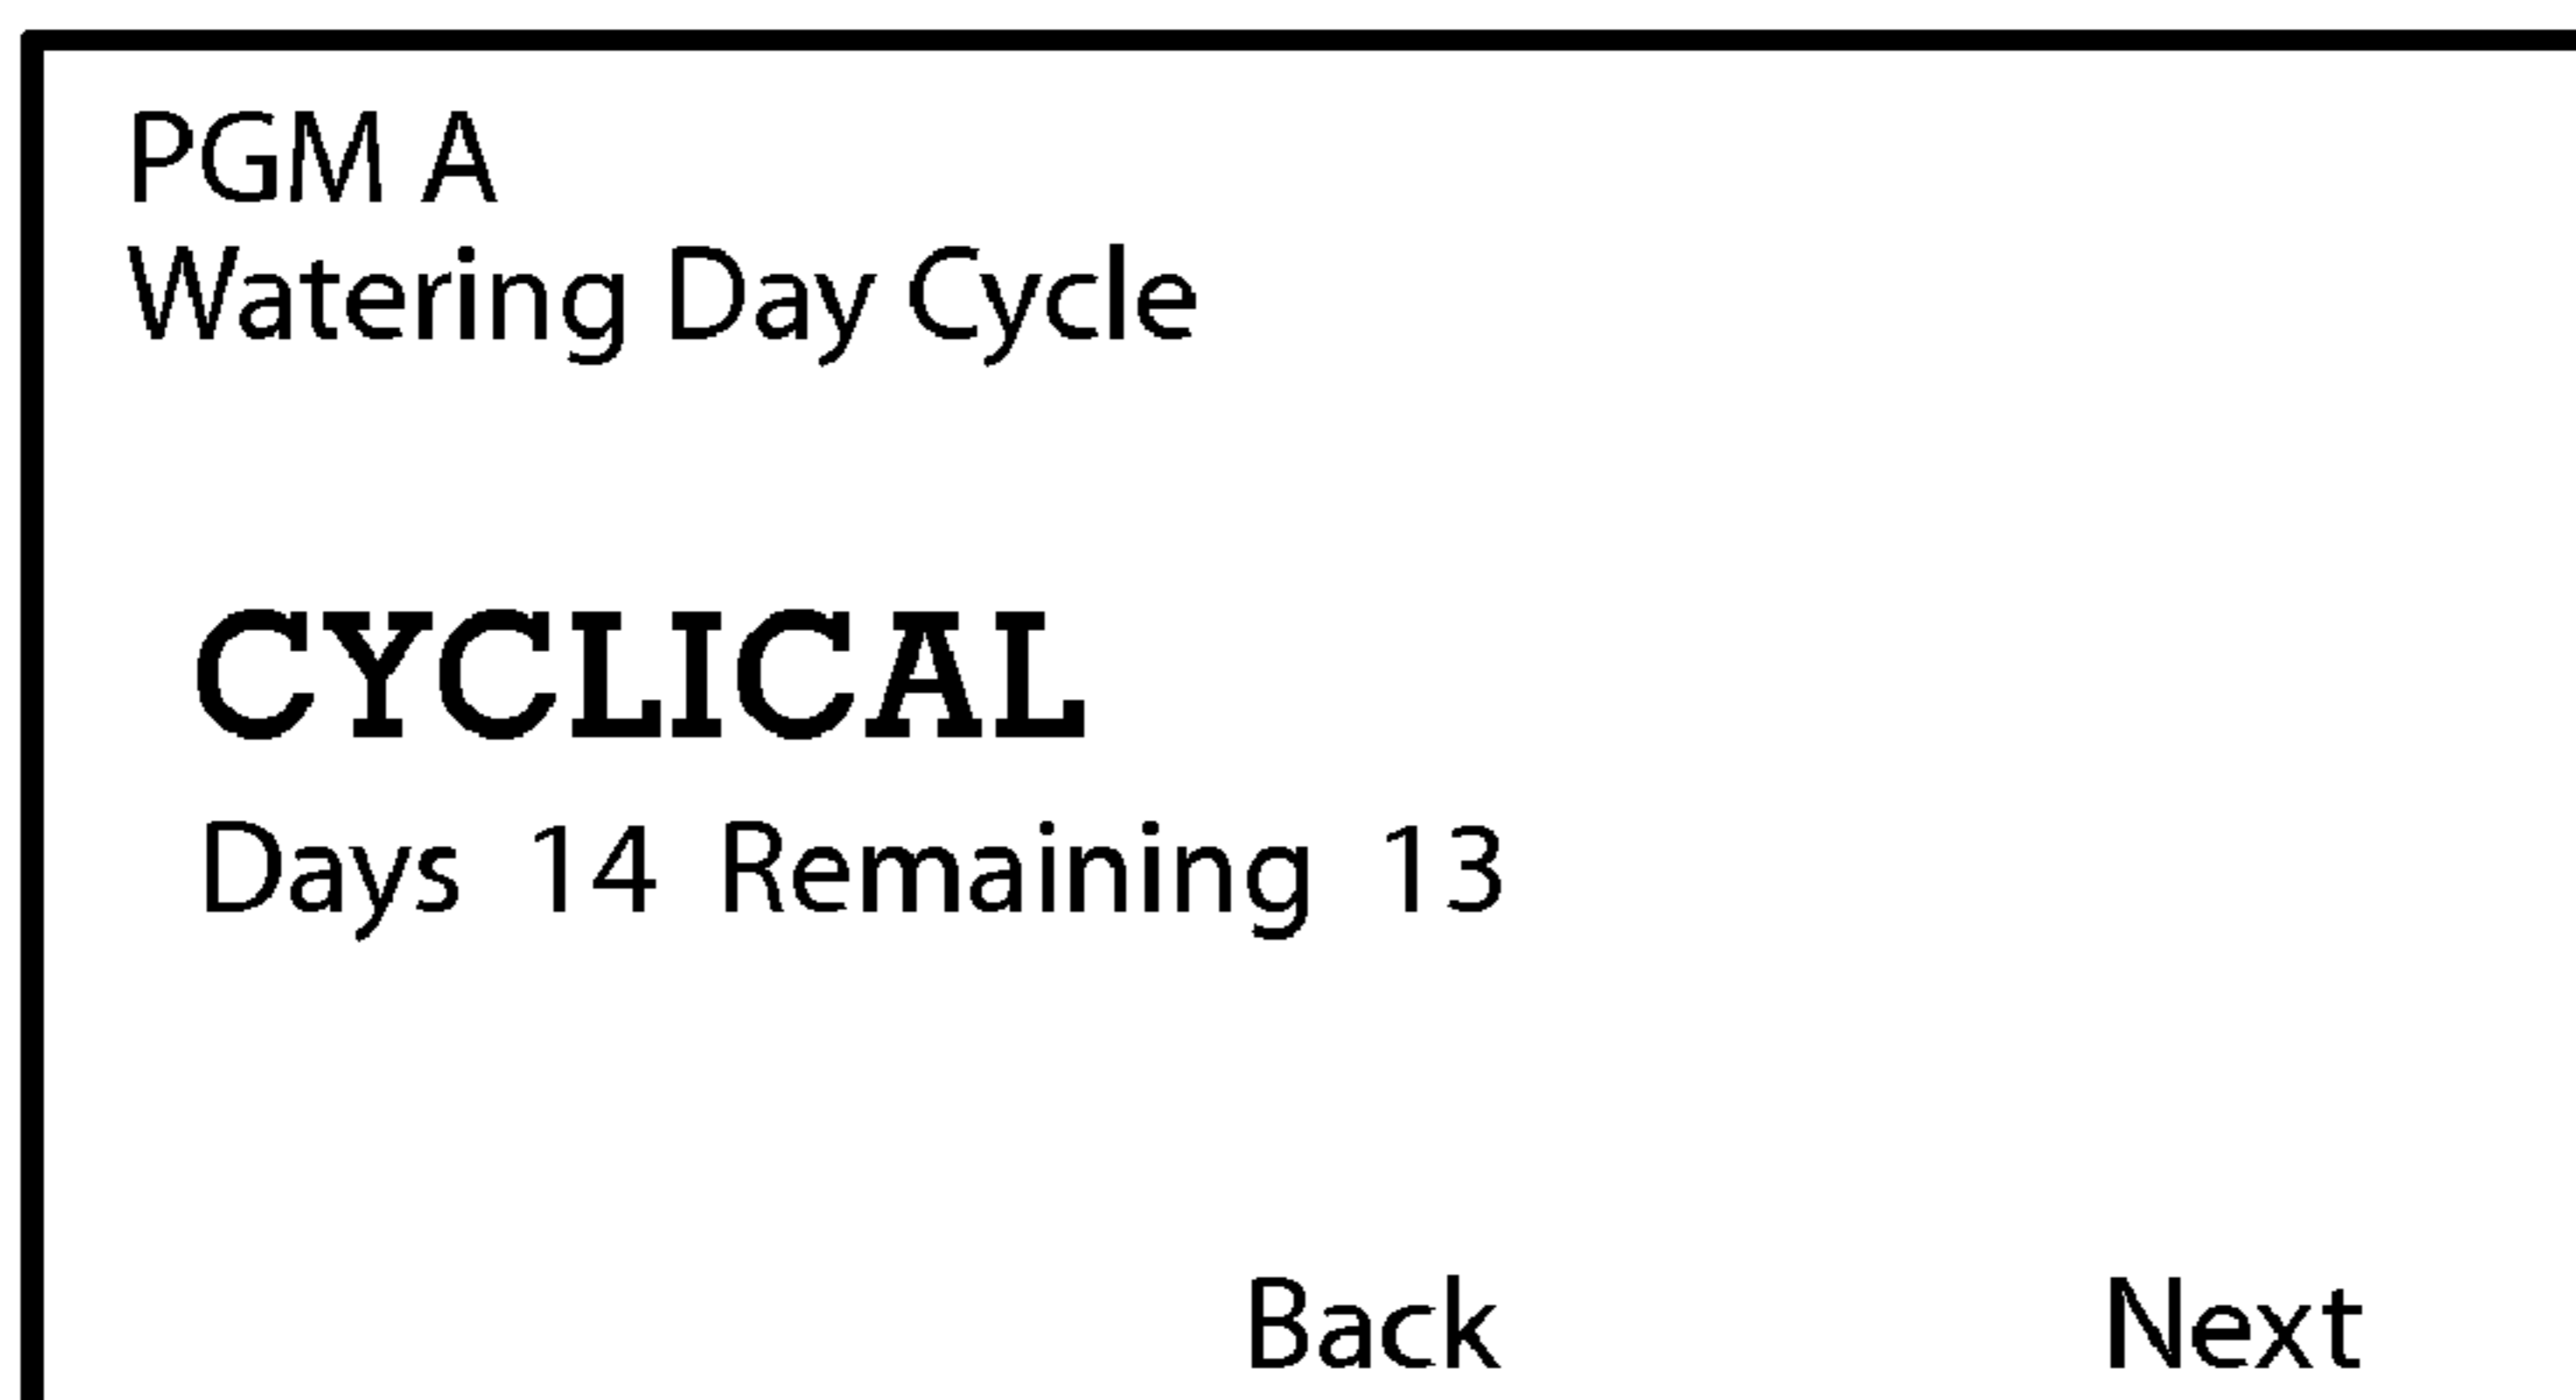 PGM A
Watering Day Cycle
CYCLICAL
Days 14 Remaining 13
Back Next